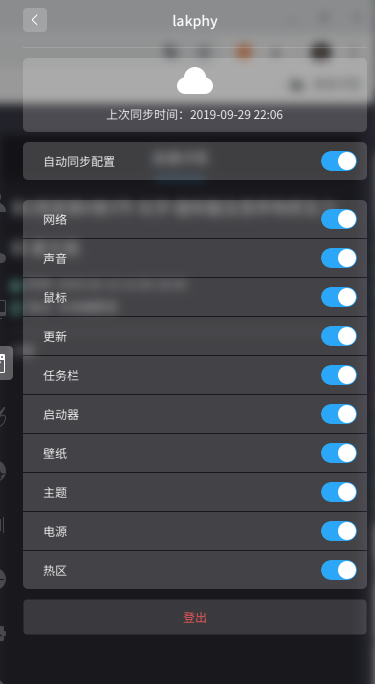 lakphy
上次同步时间：2019-09-29 22:06
自动同步配置
网络
声音
鼠标
更新
任务栏
启动器
壁纸
主题
电源
热区
登出